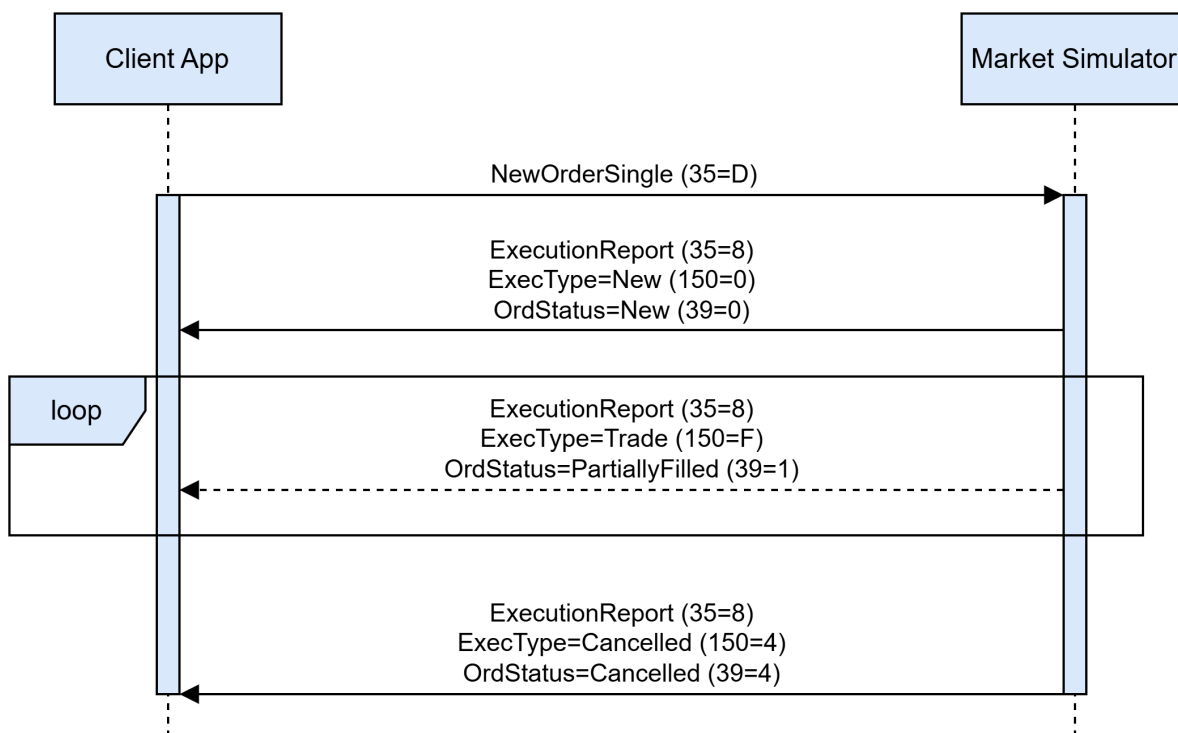 Client App
Market Simulator
NewOrderSingle (35=D)
ExecutionReport (35=8)
ExecType=New (150=0)
OrdStatus=New (39=0)
loop
ExecutionReport (35=8)
ExecType=Trade (150=F)
OrdStatus=PartiallyFilled (39=1)
ExecutionReport (35=8)
ExecType=Cancelled (150=4)
OrdStatus=Cancelled (39=4)